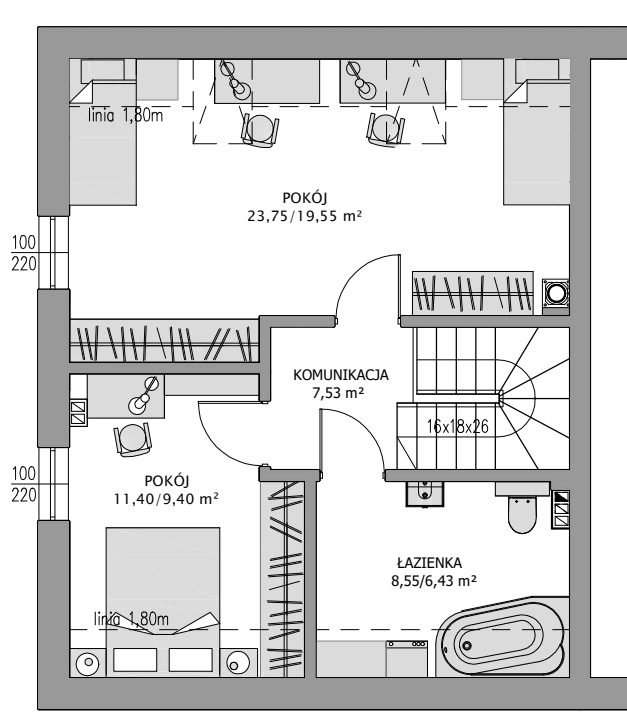 linia 1,80m
POKÓJ
23,75/19,55 m²
100
220
KOMUNIKACJA
7,53 m²
16x18x26
100
220
POKÓJ
11,40/9,40 m²
ŁAZIENKA
8,55/6,43 m²
linia 1,80m